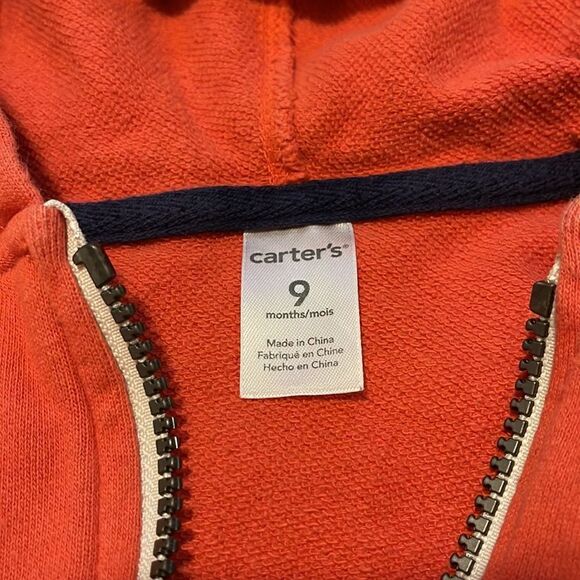 carter's®
9
months/mois
Made in China
Fabriqué en Chine
Hecho en China